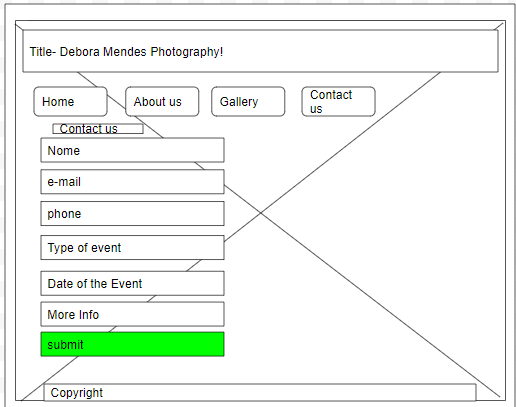 Title- Debora Mendes Photography!
Home
About us
Gallery
Contact
us
Contact us
Nome
e-mail
phone
Type of event
Date of the Event
More Info
submit
Copyright